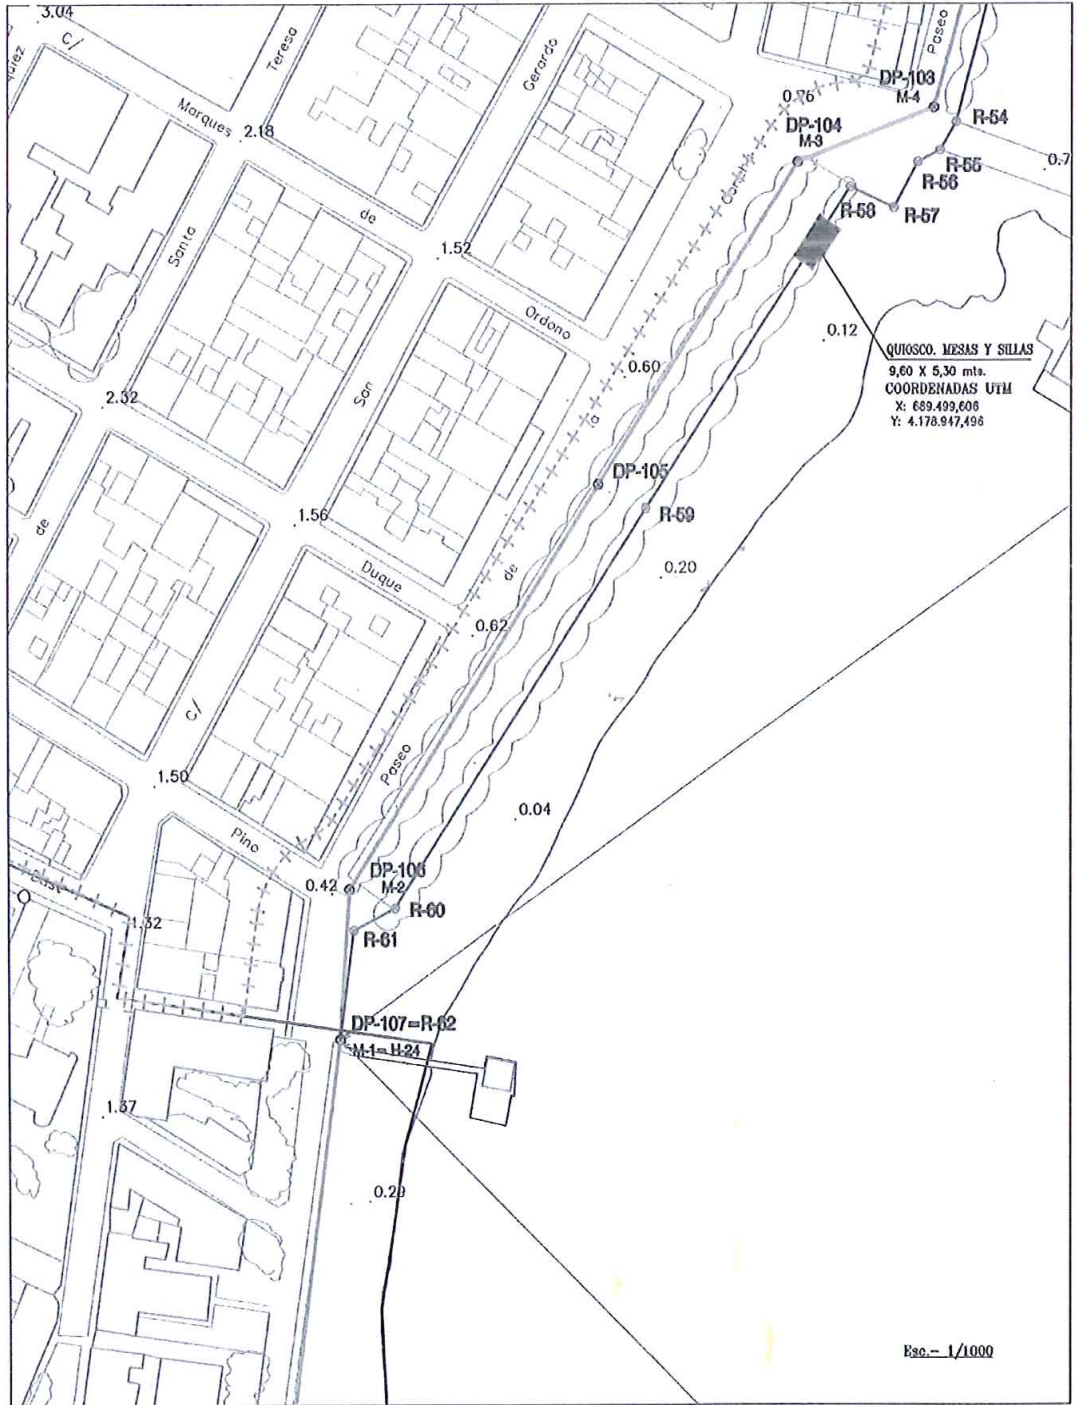 3.04
C/
Teresa
Gerardo
Paseo
Marques
2.18
DP-103
M-4
0.76
R-54
DP-104
M-3
R-55
0.7
R-56
de
R-58
R-57
Santa
1.52
Ordono
0.12
QUIOSCO. MESAS Y SILLAS
9,60 X 5,30 mts.
COORDENADAS UTM
X: 689.499,606
Y: 4.178.947,496
0.60
San
2.32
la
DP-105
R-59
1.56
de
Duque
de
0.20
0.62
C/
Paseo
1.50
0.04
Pino
DP-106
M-2
0.42
R-60
1.32
R-61
DP-107=R-62
M-1=H-24
1.37
0.29
Esc.- 1/1000